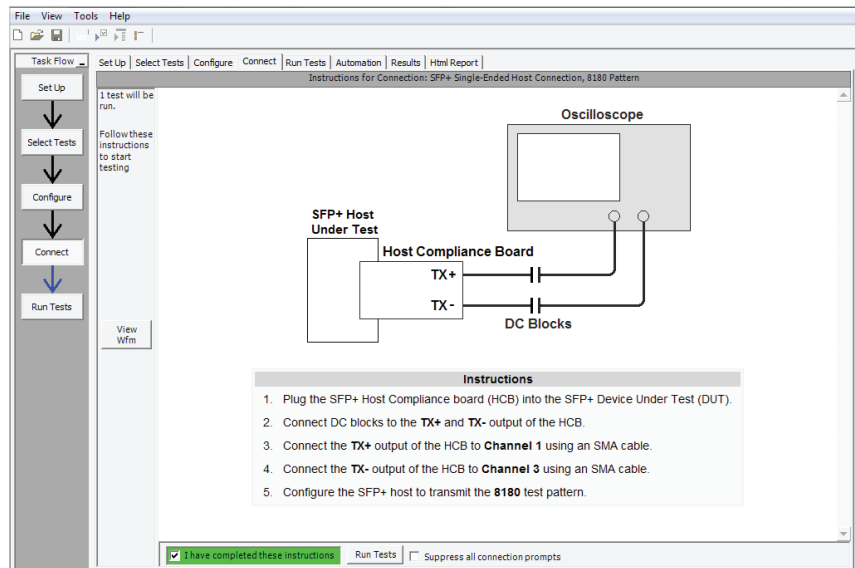 File View Tools Help
Task Flow
Set Up
Select Tests
Configure
Connect
Run Tests
Set Up Select Tests Configure Connect Run Tests Automation Results Html Report
Instructions for Connection: SFP+ Single-Ended Host Connection, 8180 Pattern
1 test will be
run.
Follow these
instructions
to start
testing
View
Wfm
Oscilloscope
SFP+ Host
Under Test
Host Compliance Board
TX+
TX-
DC Blocks
Instructions
1. Plug the SFP+ Host Compliance board (HCB) into the SFP+ Device Under Test (DUT).
2. Connect DC blocks to the TX+ and TX- output of the HCB.
3. Connect the TX+ output of the HCB to Channel 1 using an SMA cable.
4. Connect the TX- output of the HCB to Channel 3 using an SMA cable.
5. Configure the SFP+ host to transmit the 8180 test pattern.
I have completed these instructions Run Tests Suppress all connection prompts